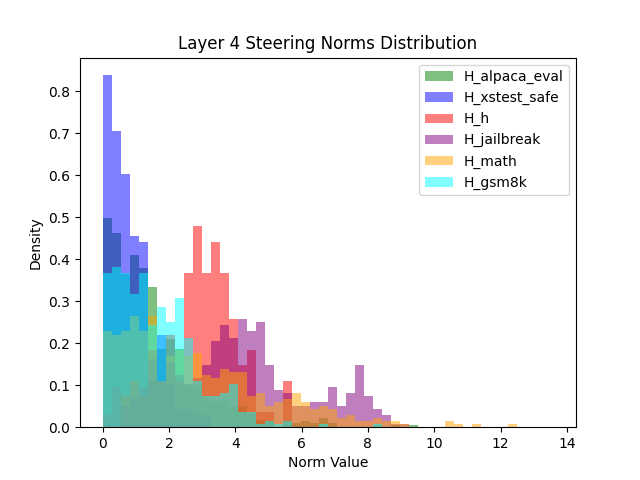 Layer 4 Steering Norms Distribution
H_alpaca_eval
H_xstest_safe
H_h
H_jailbreak
H_math
H_gsm8k
0.8
0.7
0.6
0.5
0.4
0.3
0.2
0.1
0.0
Density
0 2 4 6 8 10 12 14
Norm Value